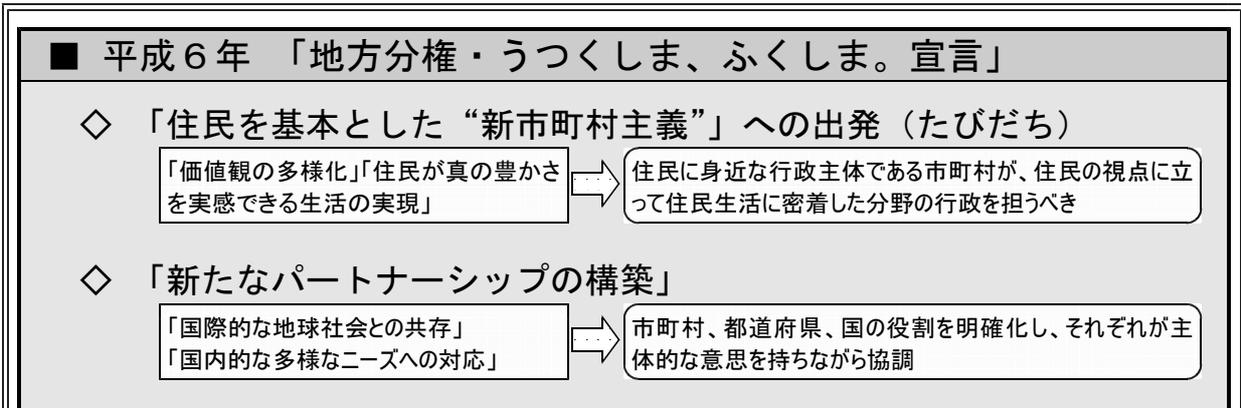 ■ 平成６年 「地方分権・うつくしま、ふくしま。宣言」
◇ 「住民を基本とした“新市町村主義”」への出発（たびだち）
「価値観の多様化」「住民が真の豊かさ
を実感できる生活の実現」
住民に身近な行政主体である市町村が、住民の視点に立
って住民生活に密着した分野の行政を担うべき
◇ 「新たなパートナーシップの構築」
「国際的な地球社会との共存」
「国内的な多様なニーズへの対応」
市町村、都道府県、国の役割を明確化し、それぞれが主
体的な意思を持ちながら協調